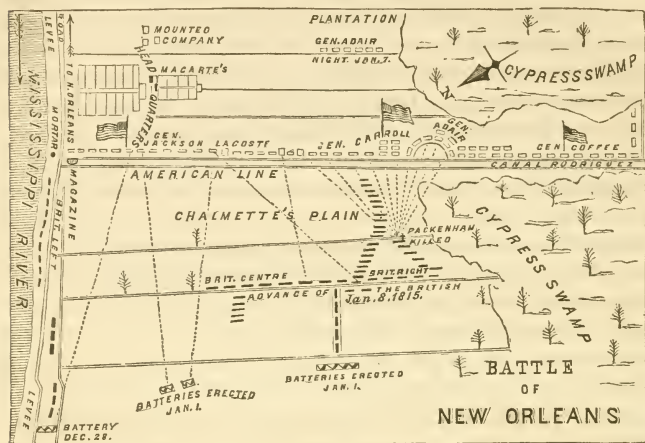 LEVEE
ROAD
TO N.ORLEANS
MISSISSIPPI RIVER
MORTAR
MAGAZINE
BRIT. LEFT
LEVEE
MOUNTED
COMPANY
PLANTATION
GEN. ADAIR
NIGHT. JAN. 7.
CYPRESS SWAMP
N
HEAD QUARTERS
MACARTE'S
GEN.
JACKSON
LACOSTE
GEN. CARROLL
GEN.
ADAIR
GEN. COFFEE
CANAL RODRIGUEZ
AMERICAN LINE
CHALMETTE'S PLAIN
PACKENHAM
KILLED
CYPRESS SWAMP
BRIT. CENTRE
BRIT. RIGHT
ADVANCE OF
THE BRITISH
Jan. 8. 1815.
BATTERIES ERECTED
JAN. 1.
BATTERIES ERECTED
JAN. 1.
BATTERY
DEC. 28.
BATTLE
OF
NEW ORLEANS